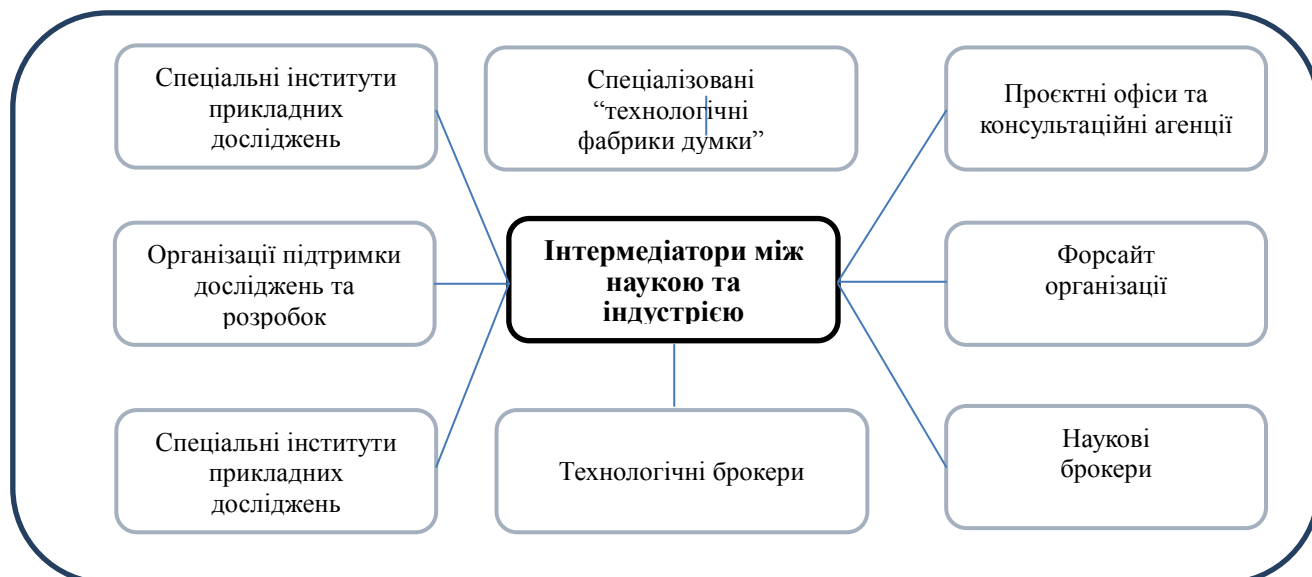 Спеціальні інститути
прикладних
досліджень
Спеціалізовані
“технологічні
фабрики думки”
Проєктні офіси та
консультаційні агенції
Організації підтримки
досліджень та
розробок
Інтермедіатори між
наукою та
індустрією
Форсайт
організації
Спеціальні інститути
прикладних
досліджень
Технологічні брокери
Наукові
брокери